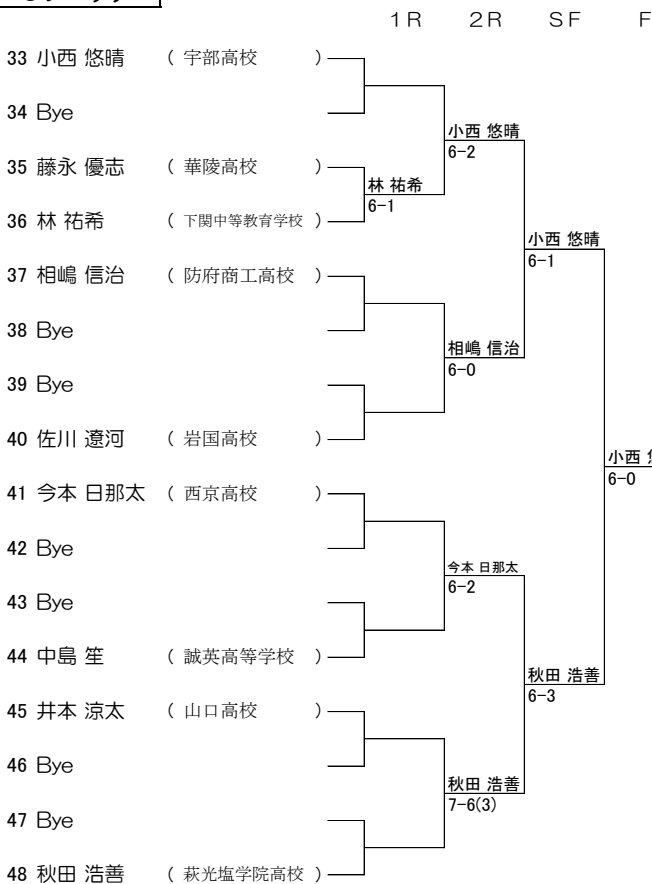 1R 2R SF F
33 小西 悠晴 ( 宇部高校 )
34 Bye
小西 悠晴
6-2
35 藤永 優志 ( 華陵高校 )
林 祐希
6-1
36 林 祐希 ( 下関中等教育学校 )
小西 悠晴
6-1
37 相嶋 信治 ( 防府商工高校 )
38 Bye
相嶋 信治
6-0
39 Bye
40 佐川 遼河 ( 岩国高校 )
小西
6-0
41 今本 日那太 ( 西京高校 )
42 Bye
今本 日那太
6-2
43 Bye
44 中島 笙 ( 誠英高等学校 )
秋田 浩善
6-3
45 井本 涼太 ( 山口高校 )
46 Bye
秋田 浩善
7-6(3)
47 Bye
48 秋田 浩善 ( 萩光塩学院高校 )